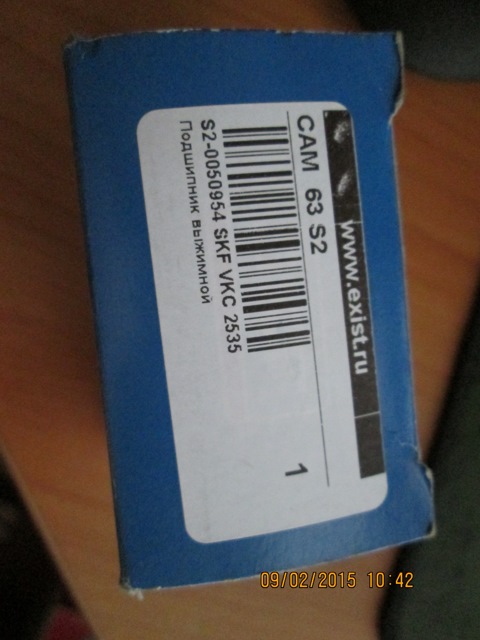 www.exist.ru
CAM 63 S2
S2-0050954 SKF VKC 2535
Подшипник выжимной
1
09/02/2015 10:42